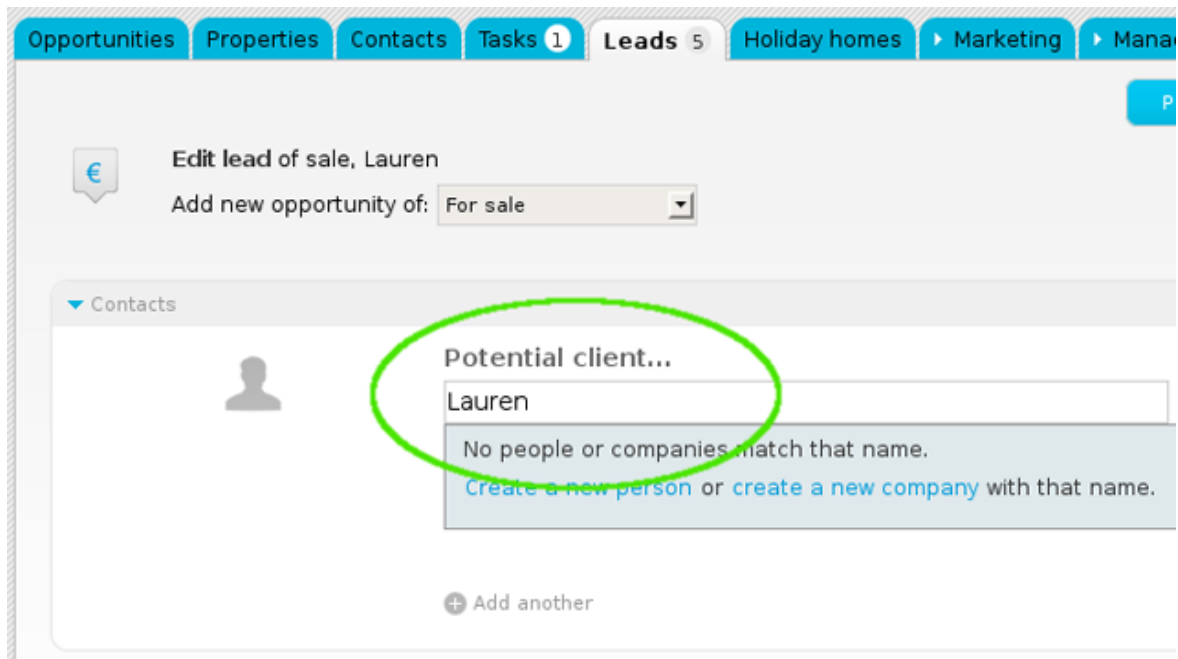 Opportunities Properties Contacts Tasks 1 Leads 5 Holiday homes Marketing
€
Edit lead of sale, Lauren
Add new opportunity of: For sale
Contacts
Potential client...
Lauren
No people or companies match that name.
Create a new person or create a new company with that name.
Add another